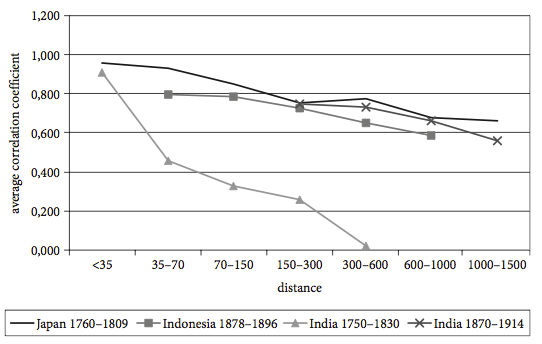 1,200
1,000
0,800
0,600
0,400
0,200
0,000
average corrdation coefficient
<35 35–70 70–150 150–300 300–600 600–1000 1000–1500
distance
Japan 1760–1809 Indonesia 1878–1896 India 1750–1830 India 1870–1914